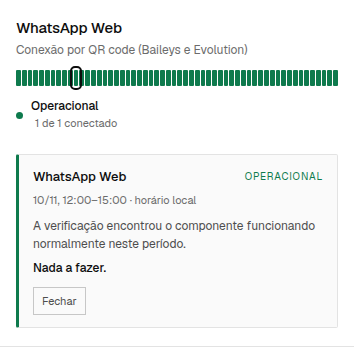 WhatsApp Web
Conexão por QR code (Baileys e Evolution)
Operacional
1 de 1 conectado
WhatsApp Web
OPERACIONAL
10/11, 12:00–15:00 · horário local
A verificação encontrou o componente funcionando
normalmente neste período.
Nada a fazer.
Fechar